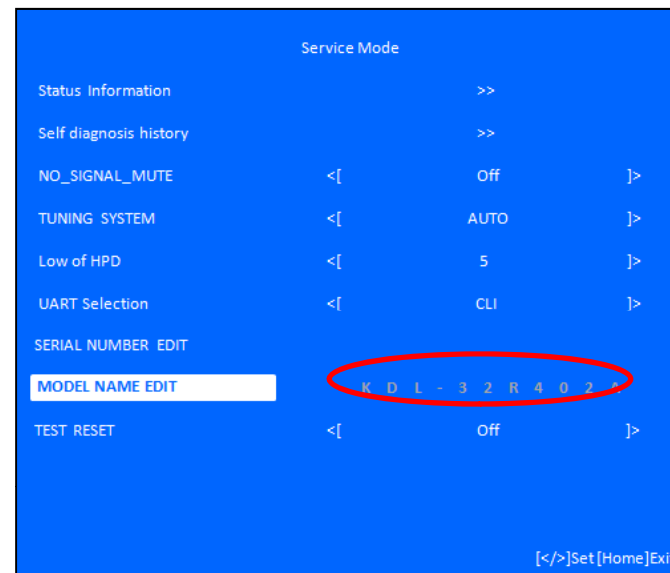 Service Mode
Status Information >>
Self diagnosis history >>
NO_SIGNAL_MUTE <[ Off ]>
TUNING SYSTEM <[ AUTO ]>
Low of HPD <[ 5 ]>
UART Selection <[ CLI ]>
SERIAL NUMBER EDIT
MODEL NAME EDIT K D L - 3 2 R 4 0 2 A
TEST RESET <[ Off ]>
[</>]Set[Home]Exit